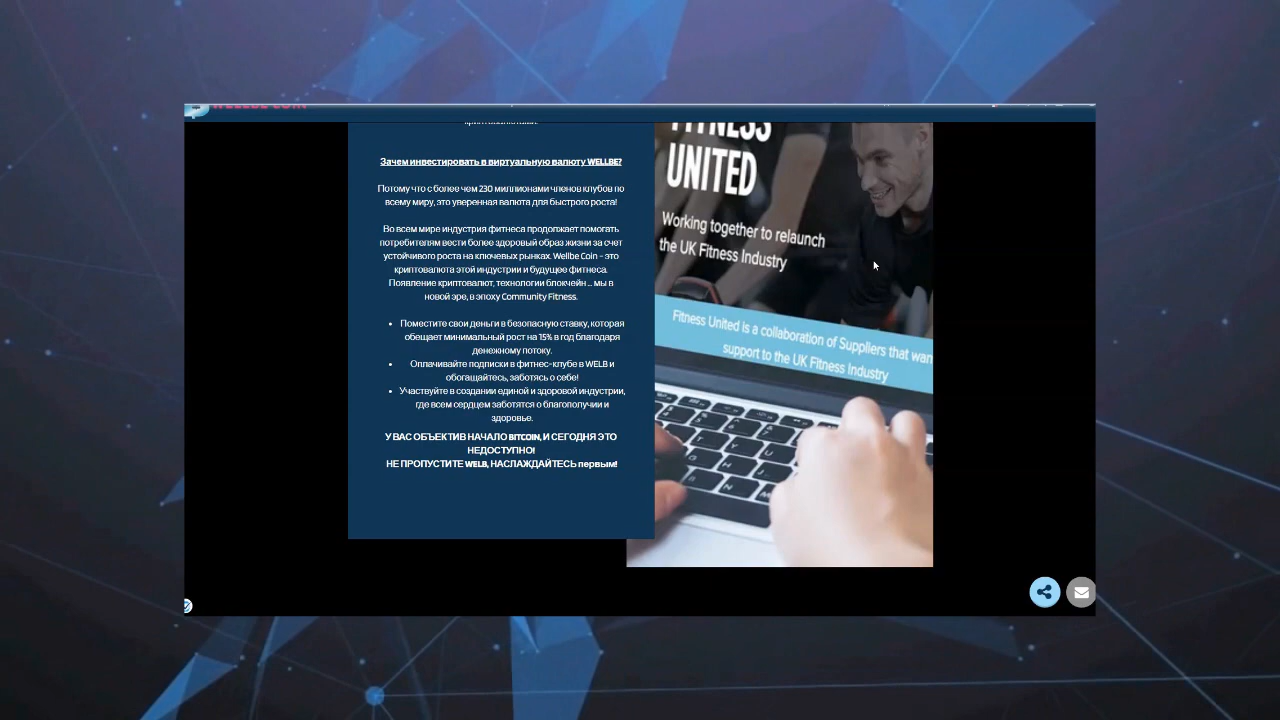 WELLBE COIN
Зачем инвестировать в виртуальную валюту WELLBE?
Потому что с более чем 230 миллионами членов клубов по
всему миру, это уверенная валюта для быстрого роста!
Во всем мире индустрия фитнеса продолжает помогать
потребителям вести более здоровый образ жизни за счет
устойчивого роста на ключевых рынках. Wellbe Coin - это
криптовалюта этой индустрии и будущее фитнеса.
Появление криптовалют, технологии блокчейн ... мы в
новой эре, в эпоху Community Fitness.
• Поместите свои деньги в безопасную ставку, которая
обещает минимальный рост на 15% в год благодаря
денежному потоку.
• Оплачивайте подписки в фитнес-клубе в WELB и
обогащайтесь, заботясь о себе!
• Участвуйте в создании единой и здоровой индустрии,
где всем сердцем заботятся о благополучии и
здоровье.
У ВАС ОБЪЕКТИВ НАЧАЛО BITCOIN, И СЕГОДНЯ ЭТО
НЕДОСТУПНО!
НЕ ПРОПУСТИТЕ WELB, НАСЛАЖДАЙТЕСЬ первым!
FITNESS
UNITED
Working together to relaunch
the UK Fitness Industry
Fitness United is a collaboration of Suppliers that wan
support to the UK Fitness Industry